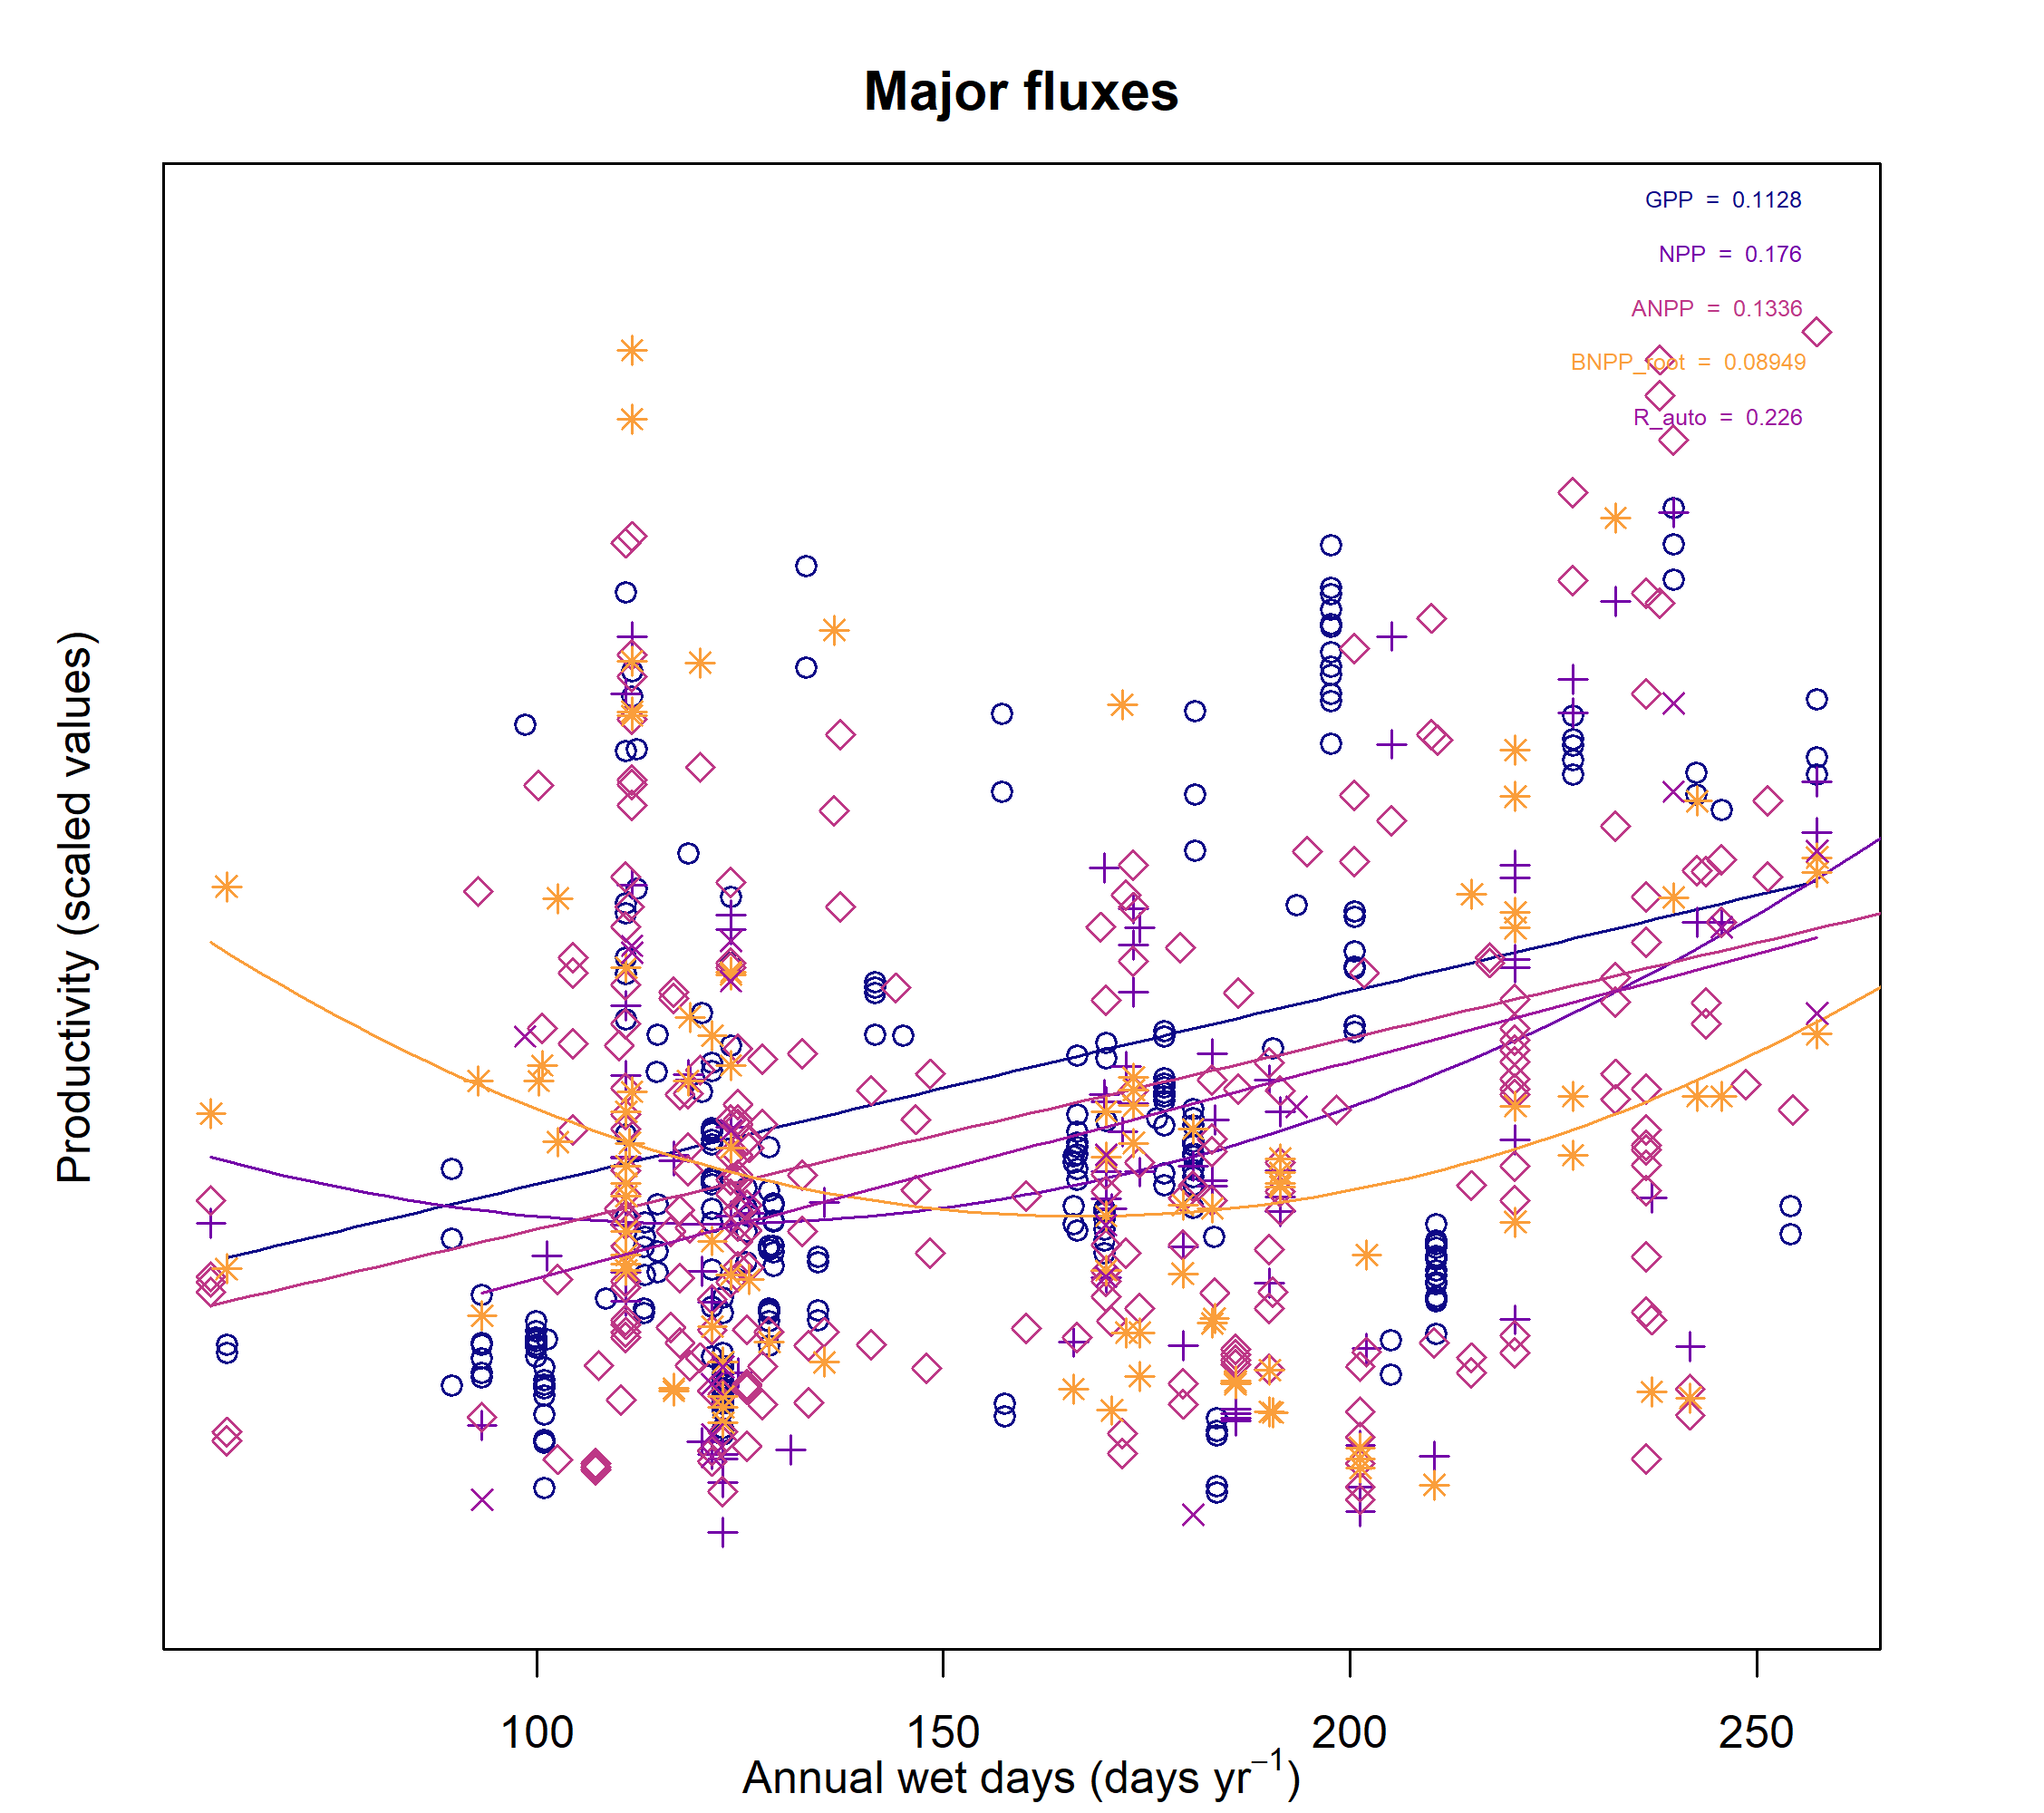 Major fluxes
GPP = 0.1128
NPP = 0.176
ANPP = 0.1336
BNPP_root = 0.08949
R_auto = 0.226
Productivity (scaled values)
100 150 200 250
Annual wet days (days yr⁻¹)